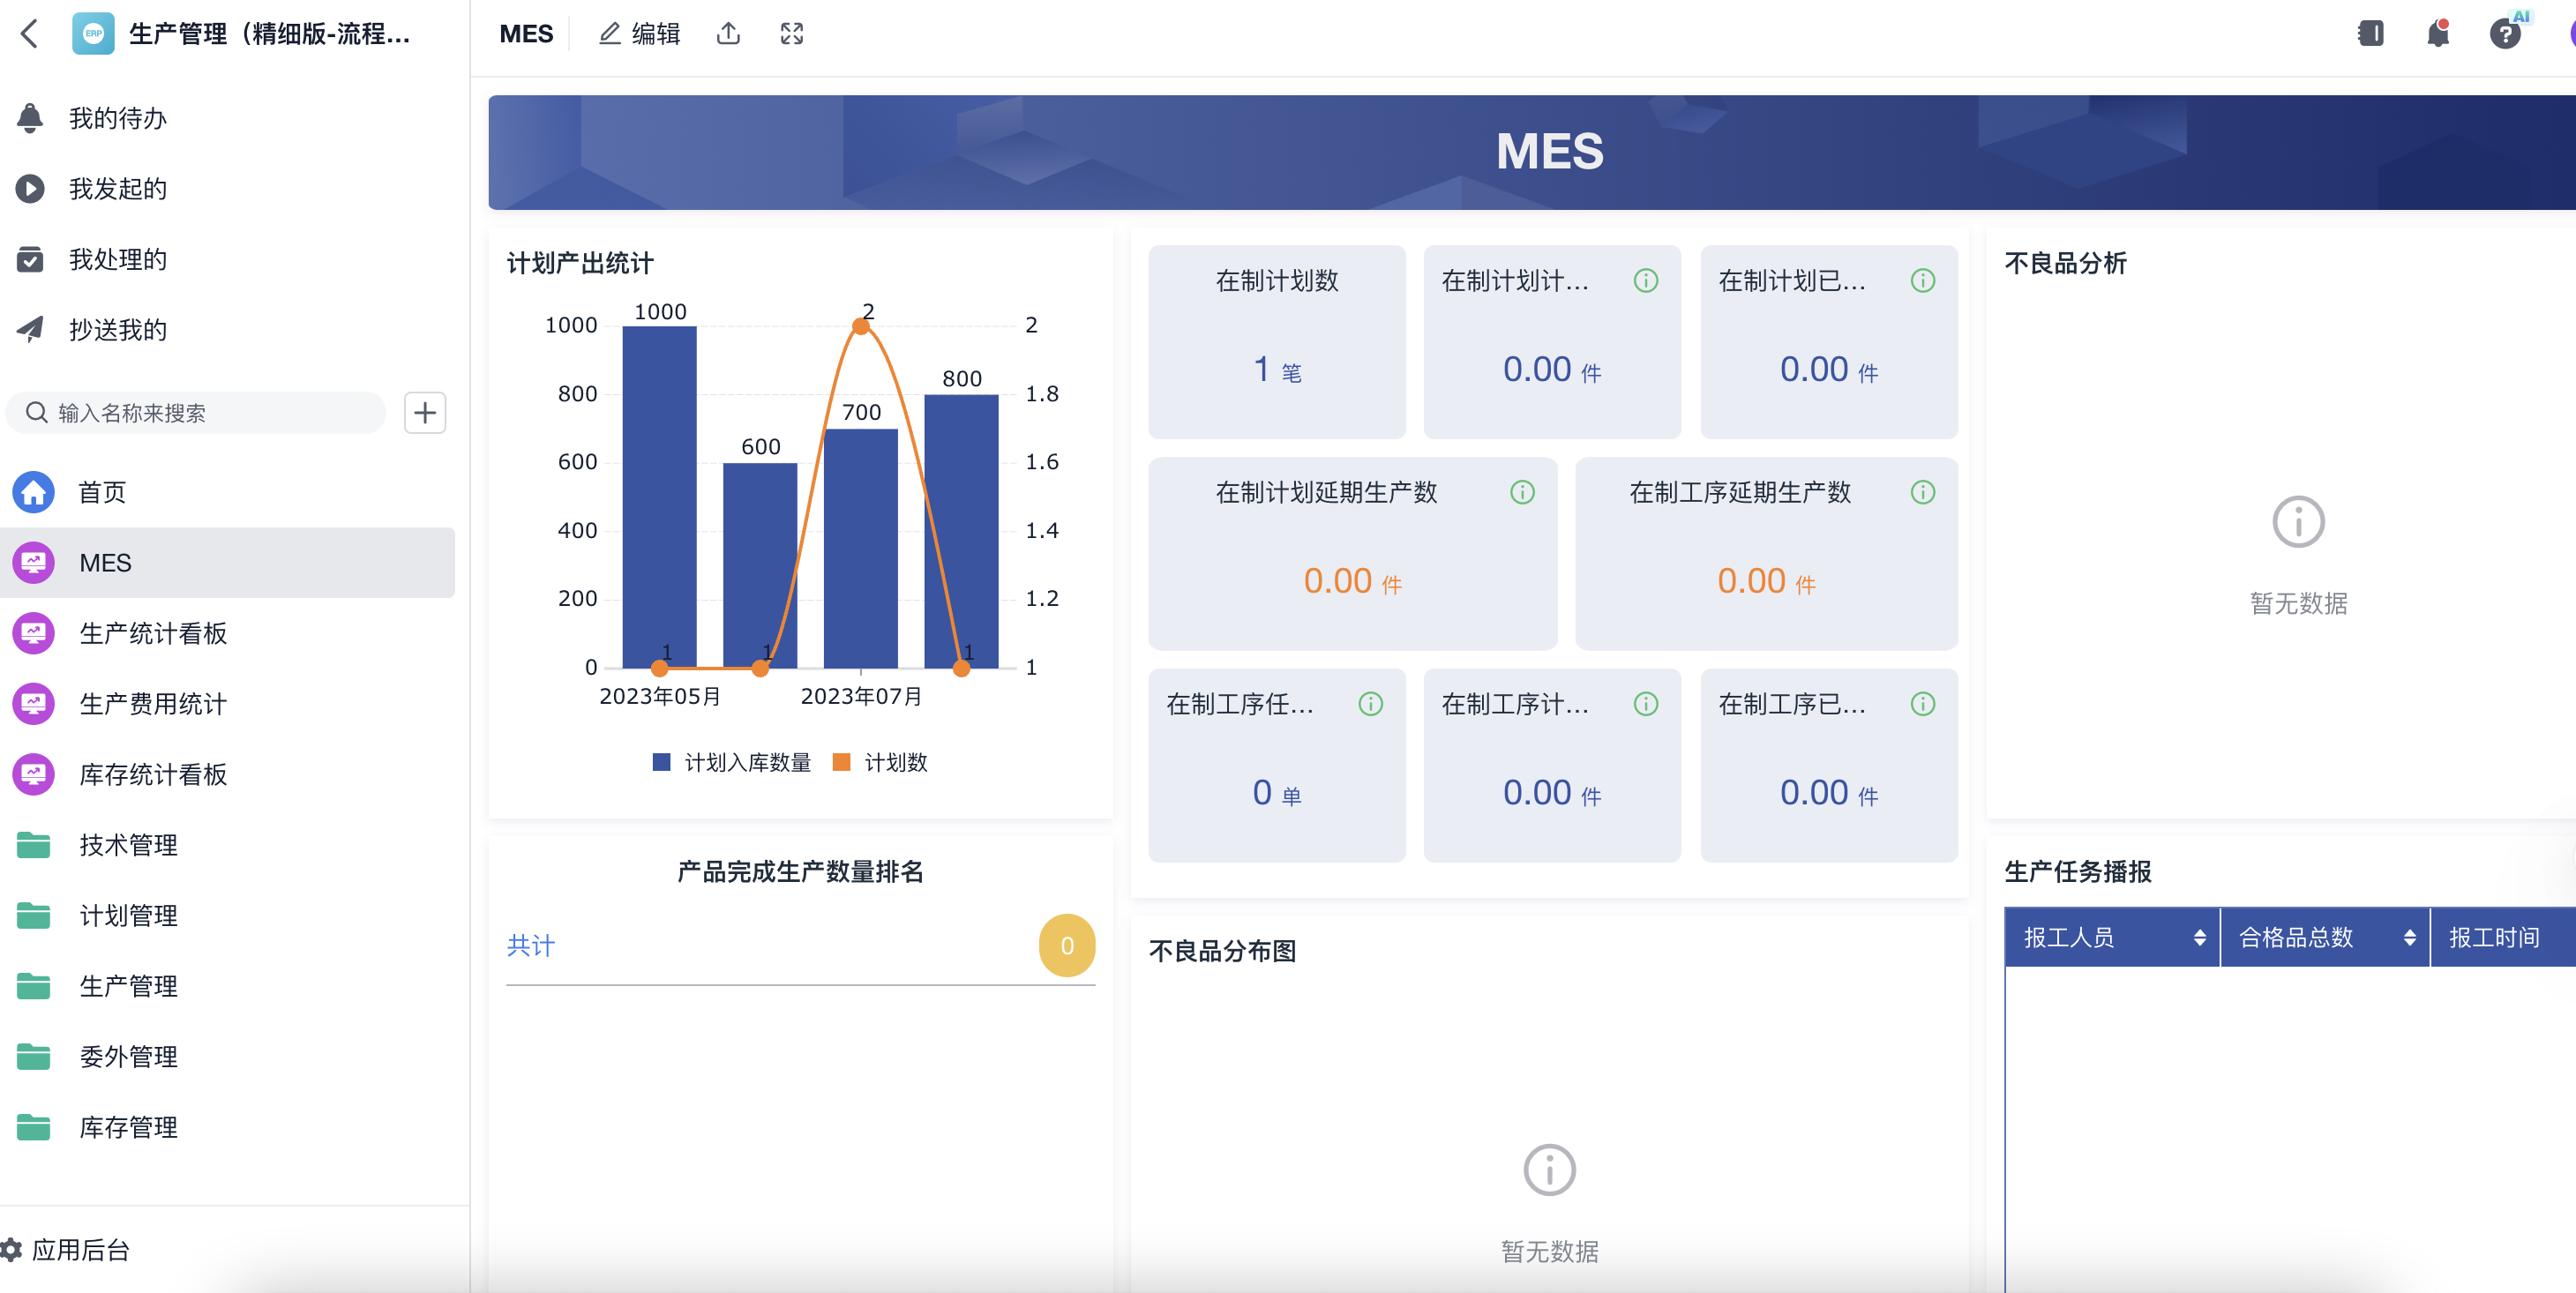 ERP
生产管理（精细版-流程...
我的待办
我发起的
我处理的
抄送我的
输入名称来搜索
首页
MES
生产统计看板
生产费用统计
库存统计看板
技术管理
计划管理
生产管理
委外管理
库存管理
应用后台
MES
编辑
AI
MES
计划产出统计
1000
800
600
400
200
0
2
1.8
1.6
1.4
1.2
1
1000
600
700
800
1
1
2
1
2023年05月
2023年07月
计划入库数量
计划数
产品完成生产数量排名
共计
0
在制计划数
1 笔
在制计划计...
0.00 件
在制计划已...
0.00 件
在制计划延期生产数
0.00 件
在制工序延期生产数
0.00 件
在制工序任...
0 单
在制工序计...
0.00 件
在制工序已...
0.00 件
不良品分布图
暂无数据
不良品分析
暂无数据
生产任务播报
报工人员
合格品总数
报工时间